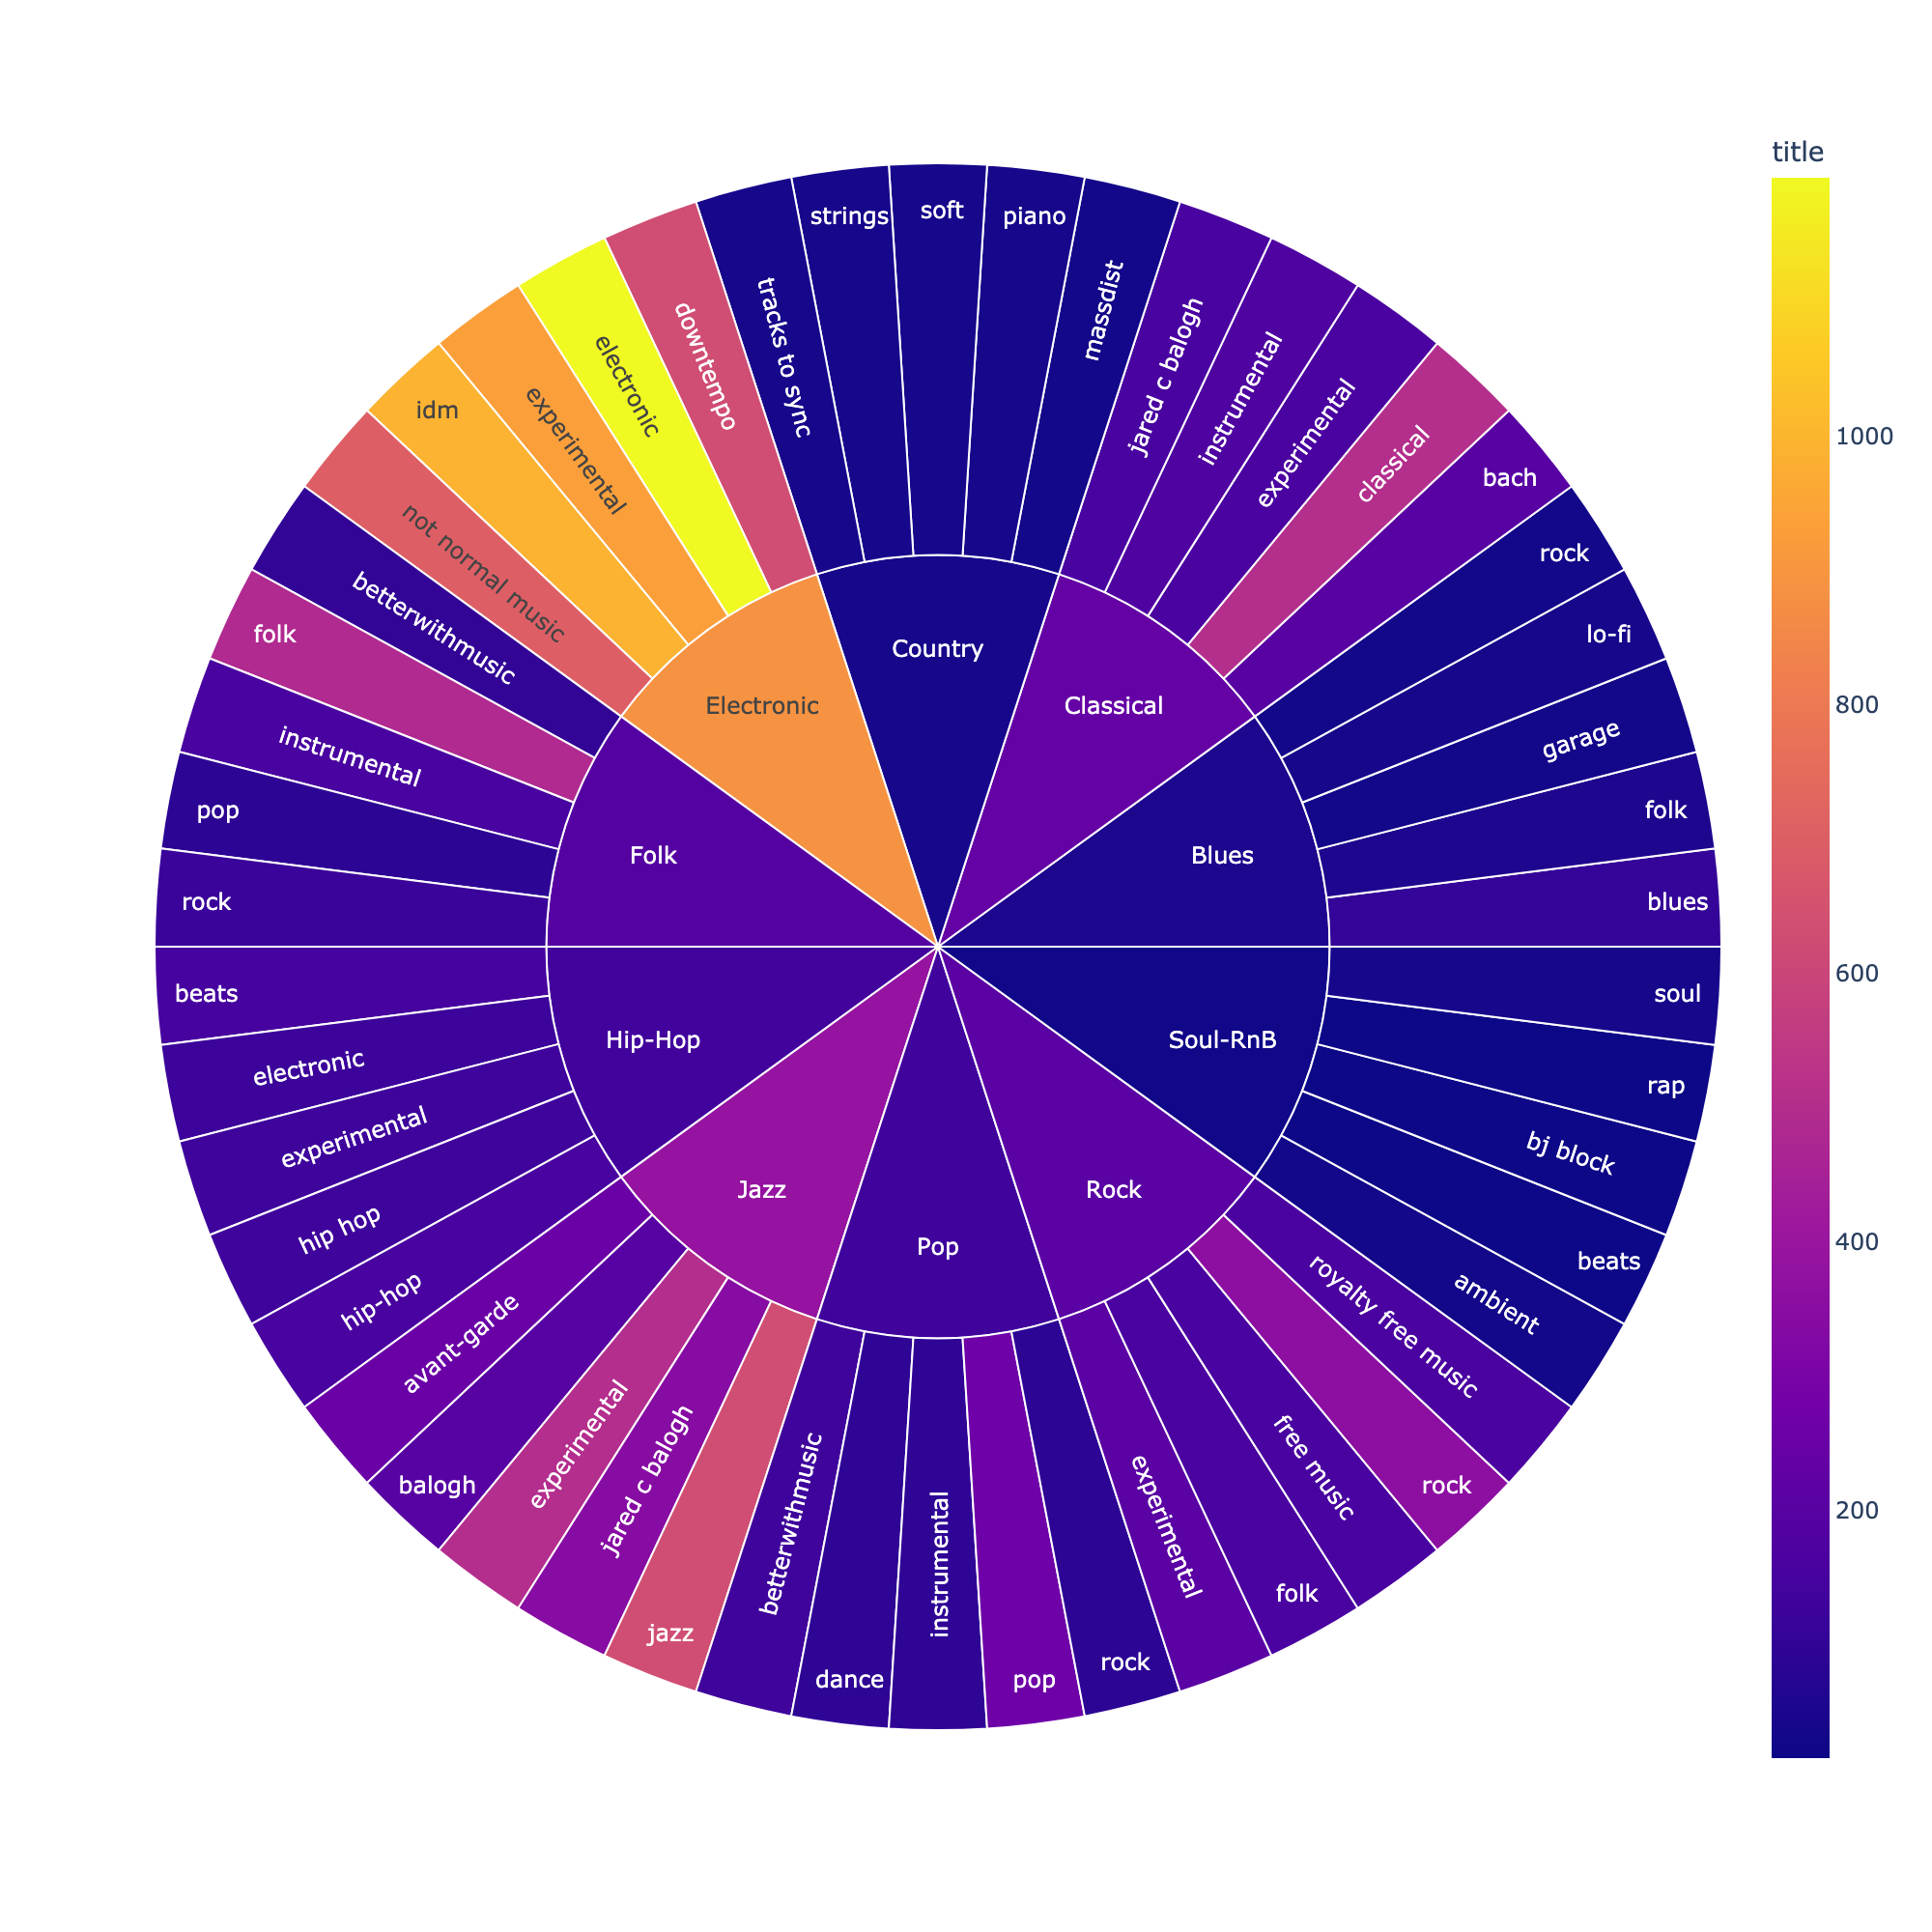 title
1000
800
600
400
200
Country
tracks to sync
strings
soft
piano
massdist
Classical
jared c balogh
instrumental
experimental
classical
bach
Blues
rock
lo-fi
garage
folk
blues
Soul-RnB
soul
rap
bj block
beats
ambient
Rock
royalty free music
rock
free music
folk
experimental
Pop
rock
pop
instrumental
dance
betterwithmusic
Jazz
jazz
jared c balogh
experimental
balogh
avant-garde
Hip-Hop
hip-hop
hip hop
experimental
electronic
beats
Folk
rock
pop
instrumental
folk
betterwithmusic
Electronic
not normal music
idm
experimental
electronic
downtempo